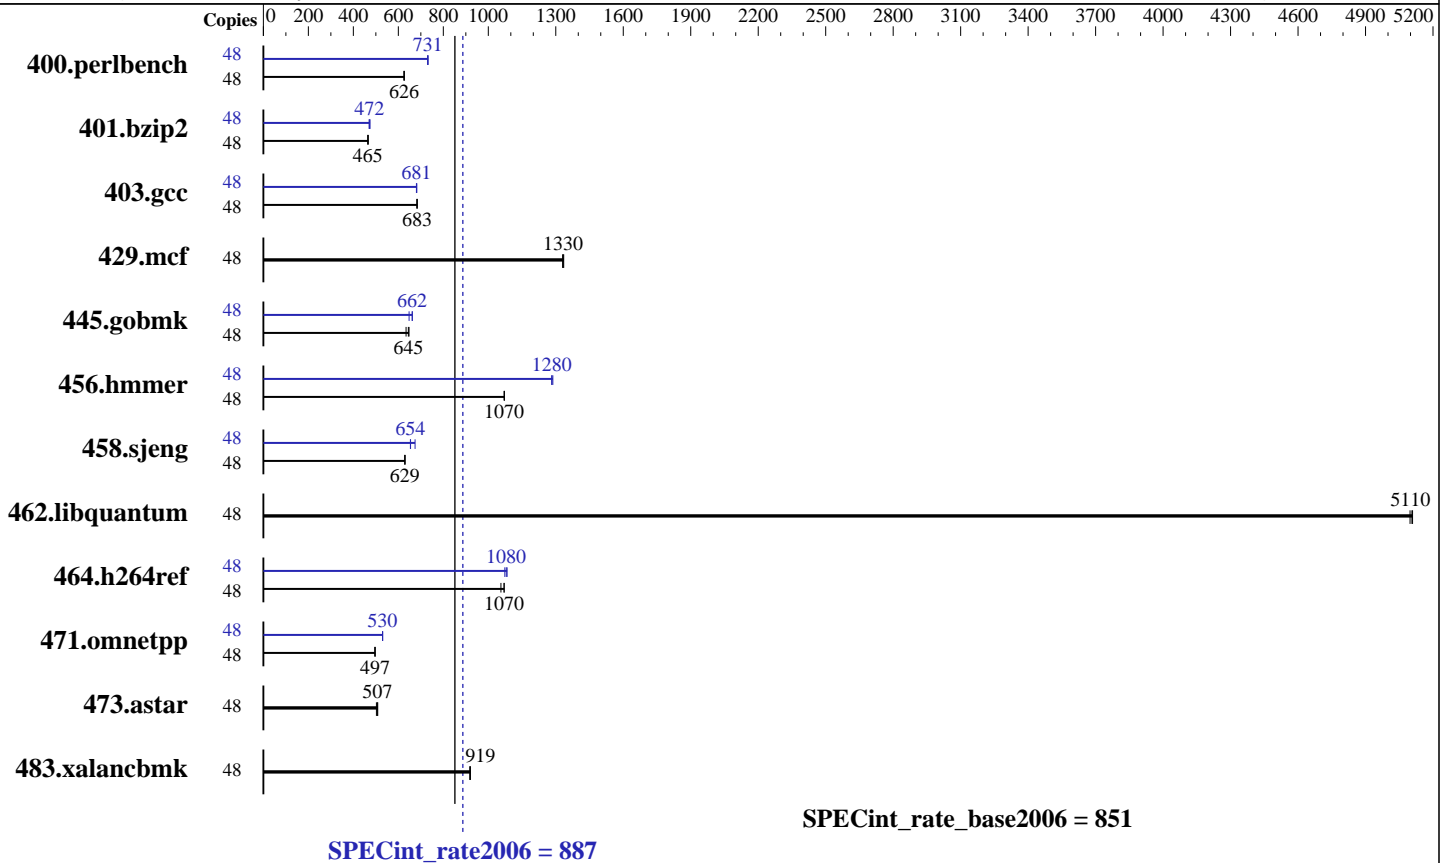 Copies 0 200 400 600 800 1000 1300 1600 1900 2200 2500 2800 3100 3400 3700 4000 4300 4600 4900 5200
400.perlbench 48 731
48 626
401.bzip2 48 472
48 465
403.gcc 48 681
48 683
429.mcf 48 1330
445.gobmk 48 662
48 645
456.hmmer 48 1280
48 1070
458.sjeng 48 654
48 629
462.libquantum 48 5110
464.h264ref 48 1080
48 1070
471.omnetpp 48 530
48 497
473.astar 48 507
483.xalancbmk 48 919
SPECint_rate_base2006 = 851
SPECint_rate2006 = 887